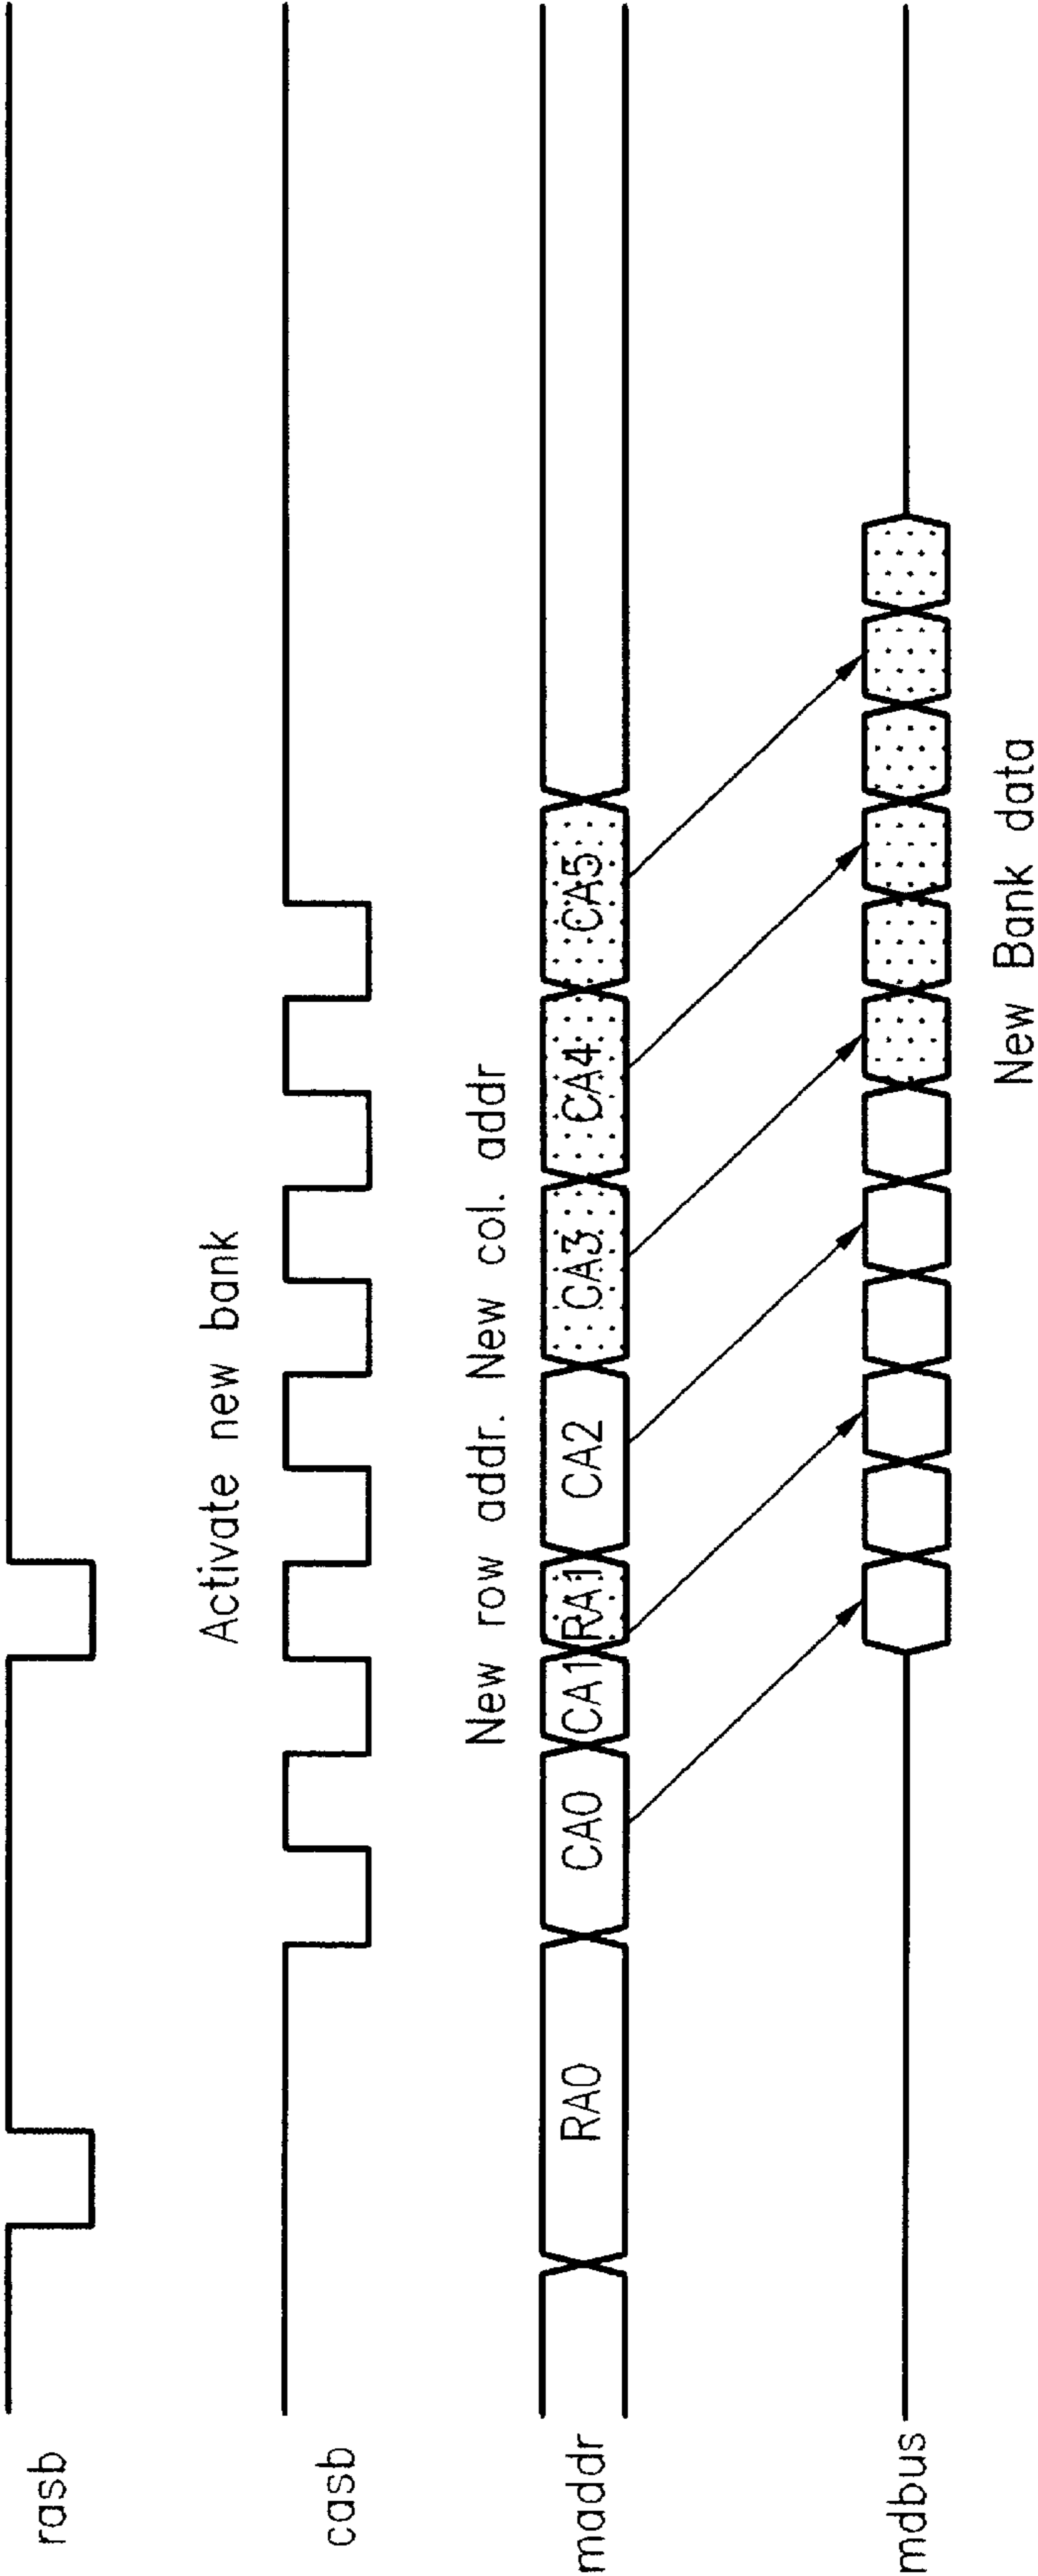 rasb
Activate new bank
casb
New row addr. New col. addr
maddr RA0 CA0 CA1 RA1 CA2 CA3 CA4 CA5
mdbus
New Bank data